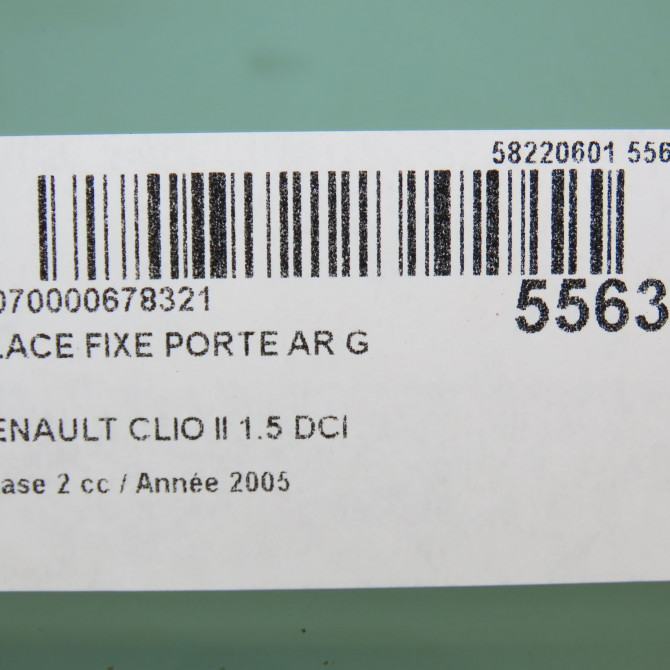 58220601 556
070000678321
5563
LACE FIXE PORTE AR G
ENAULT CLIO II 1.5 DCI
ase 2 cc / Année 2005